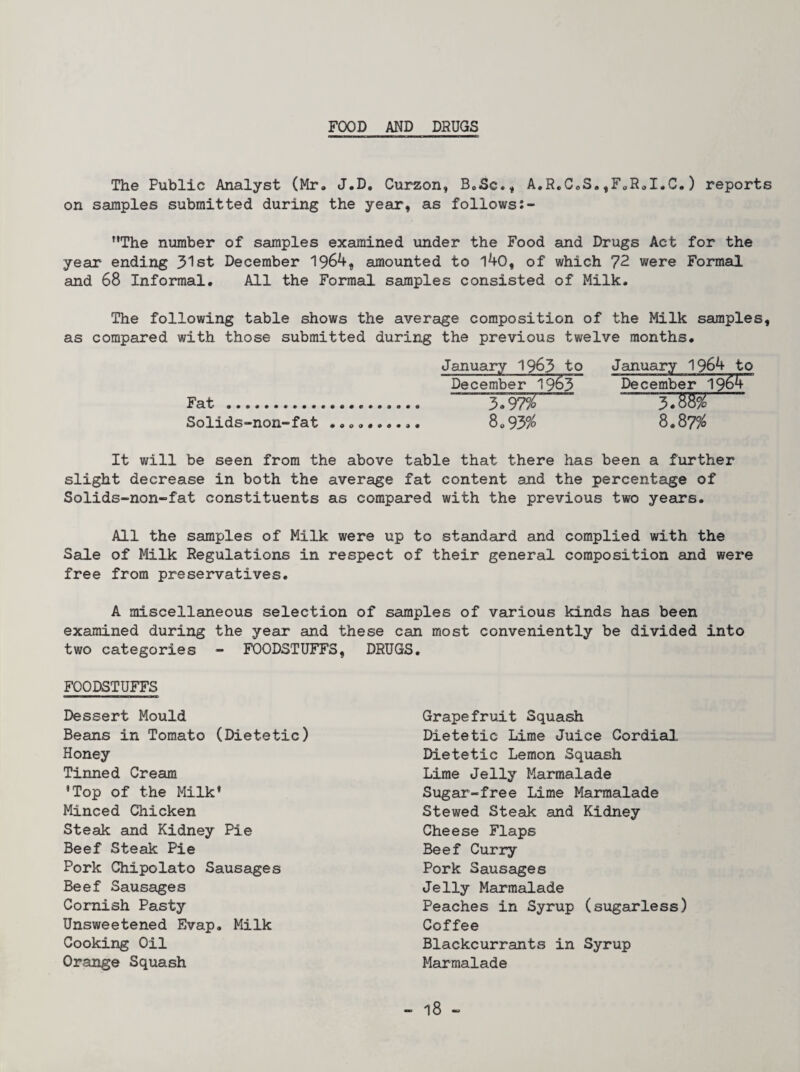 FOOD AND DRUGS
The Public Analyst (Mr. J.D. Curzon, B.Sc., A.R.C.S.,F.R.I.C.) reports
on samples submitted during the year, as follows:-
"The number of samples examined under the Food and Drugs Act for the
year ending 31st December 1964, amounted to 140, of which 72 were Formal
and 68 Informal. All the Formal samples consisted of Milk.
The following table shows the average composition of the Milk samples,
as compared with those submitted during the previous twelve months.
January 1963 to January 1964 to
December 1963 December 1964
Fat ...................... 3.97% 3.88%
Solids-non-fat .......... 8.93% 8.87%
It will be seen from the above table that there has been a further
slight decrease in both the average fat content and the percentage of
Solids-non-fat constituents as compared with the previous two years.
All the samples of Milk were up to standard and complied with the
Sale of Milk Regulations in respect of their general composition and were
free from preservatives.
A miscellaneous selection of samples of various kinds has been
examined during the year and these can most conveniently be divided into
two categories - FOODSTUFFS, DRUGS.
FOODSTUFFS
Dessert Mould
Beans in Tomato (Dietetic)
Honey
Tinned Cream
'Top of the Milk'
Minced Chicken
Steak and Kidney Pie
Beef Steak Pie
Pork Chipolato Sausages
Beef Sausages
Cornish Pasty
Unsweetened Evap. Milk
Cooking Oil
Orange Squash
Grapefruit Squash
Dietetic Lime Juice Cordial
Dietetic Lemon Squash
Lime Jelly Marmalade
Sugar-free Lime Marmalade
Stewed Steak and Kidney
Cheese Flaps
Beef Curry
Pork Sausages
Jelly Marmalade
Peaches in Syrup (sugarless)
Coffee
Blackcurrants in Syrup
Marmalade
- 18 -